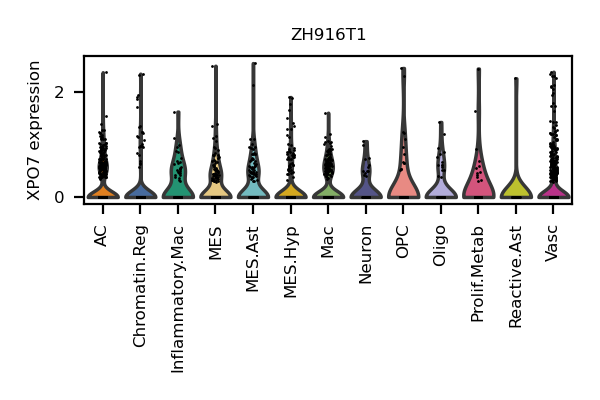 ZH916T1
XPO7 expression
2
0
AC
Chromatin.Reg
Inflammatory.Mac
MES
MES.Ast
MES.Hyp
Mac
Neuron
OPC
Oligo
Prolif.Metab
Reactive.Ast
Vasc